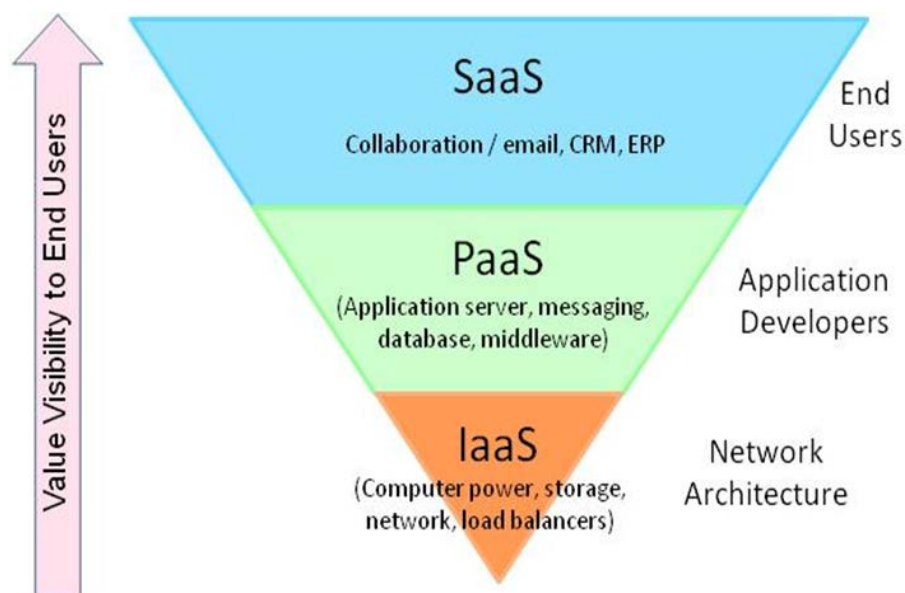 Value Visibility to End Users
SaaS
Collaboration / email, CRM, ERP
End
Users
PaaS
(Application server, messaging,
database, middleware)
Application
Developers
IaaS
(Computer power, storage,
network, load balancers)
Network
Architecture